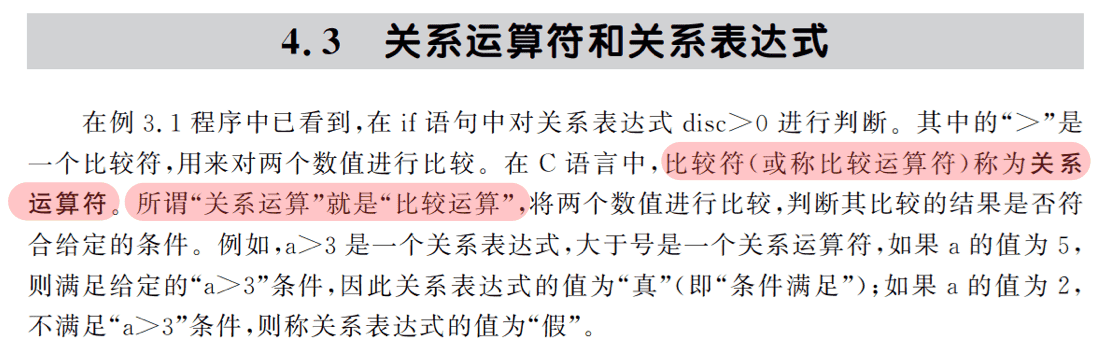 4.3 关系运算符和关系表达式
在例 3.1 程序中已看到,在 if 语句中对关系表达式 disc>0 进行判断。其中的“>”是
一个比较符,用来对两个数值进行比较。在 C 语言中,比较符(或称比较运算符)称为关系
运算符。所谓“关系运算”就是“比较运算”,将两个数值进行比较,判断其比较的结果是否符
合给定的条件。例如,a>3 是一个关系表达式,大于号是一个关系运算符,如果 a 的值为 5,
则满足给定的“a>3”条件,因此关系表达式的值为“真”(即“条件满足”);如果 a 的值为 2,
不满足“a>3”条件,则称关系表达式的值为“假”。